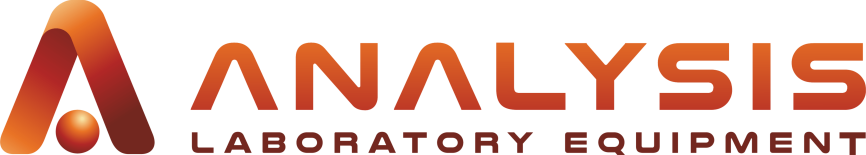 ANALYSIS
LABORATORY EQUIPMENT